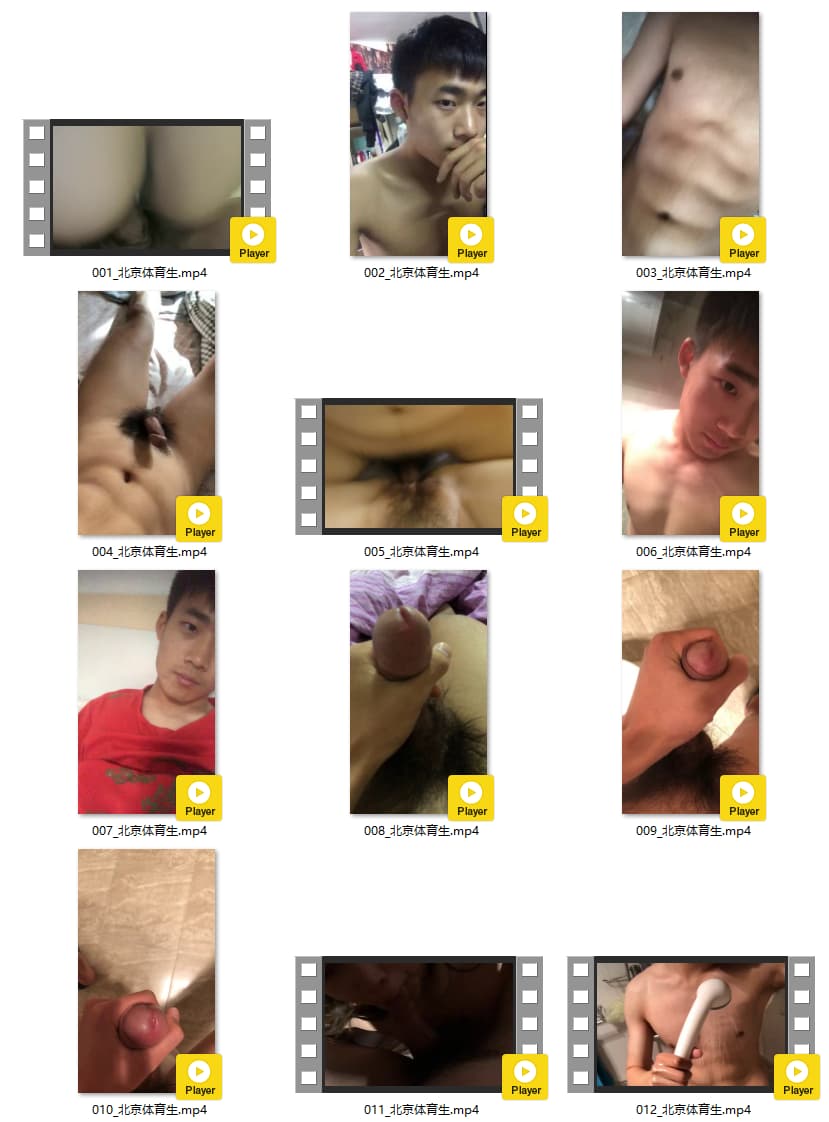 Player
001_北京体育生.mp4
Player
002_北京体育生.mp4
Player
003_北京体育生.mp4
Player
004_北京体育生.mp4
Player
005_北京体育生.mp4
Player
006_北京体育生.mp4
Player
007_北京体育生.mp4
Player
008_北京体育生.mp4
Player
009_北京体育生.mp4
Player
010_北京体育生.mp4
Player
011_北京体育生.mp4
Player
012_北京体育生.mp4